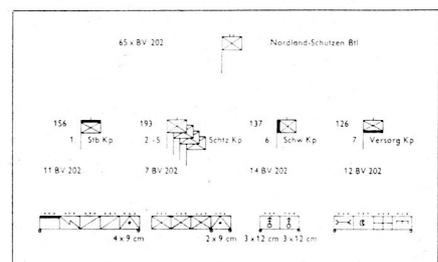 65 x BV 202 Nordland-Schützen Btl
156 193 137 126
1 Stb Kp 2.-5 Schtz Kp 6 Schw Kp 7 Versorg Kp
11 BV 202 7 BV 202 14 BV 202 12 BV 202
4 x 9 cm 2 x 9 cm 3 x 12 cm 3 x 12 cm